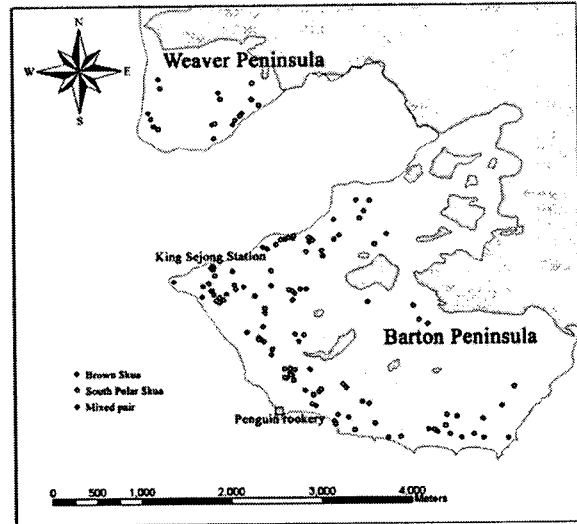 N
Weaver Peninsula
W E
S
King Sejong Station
Barton Peninsula
Brown Skua
South Polar Skua
Mixed pair
Penguin rookery
0 500 1,000 2,000 3,000 4,000
Meters